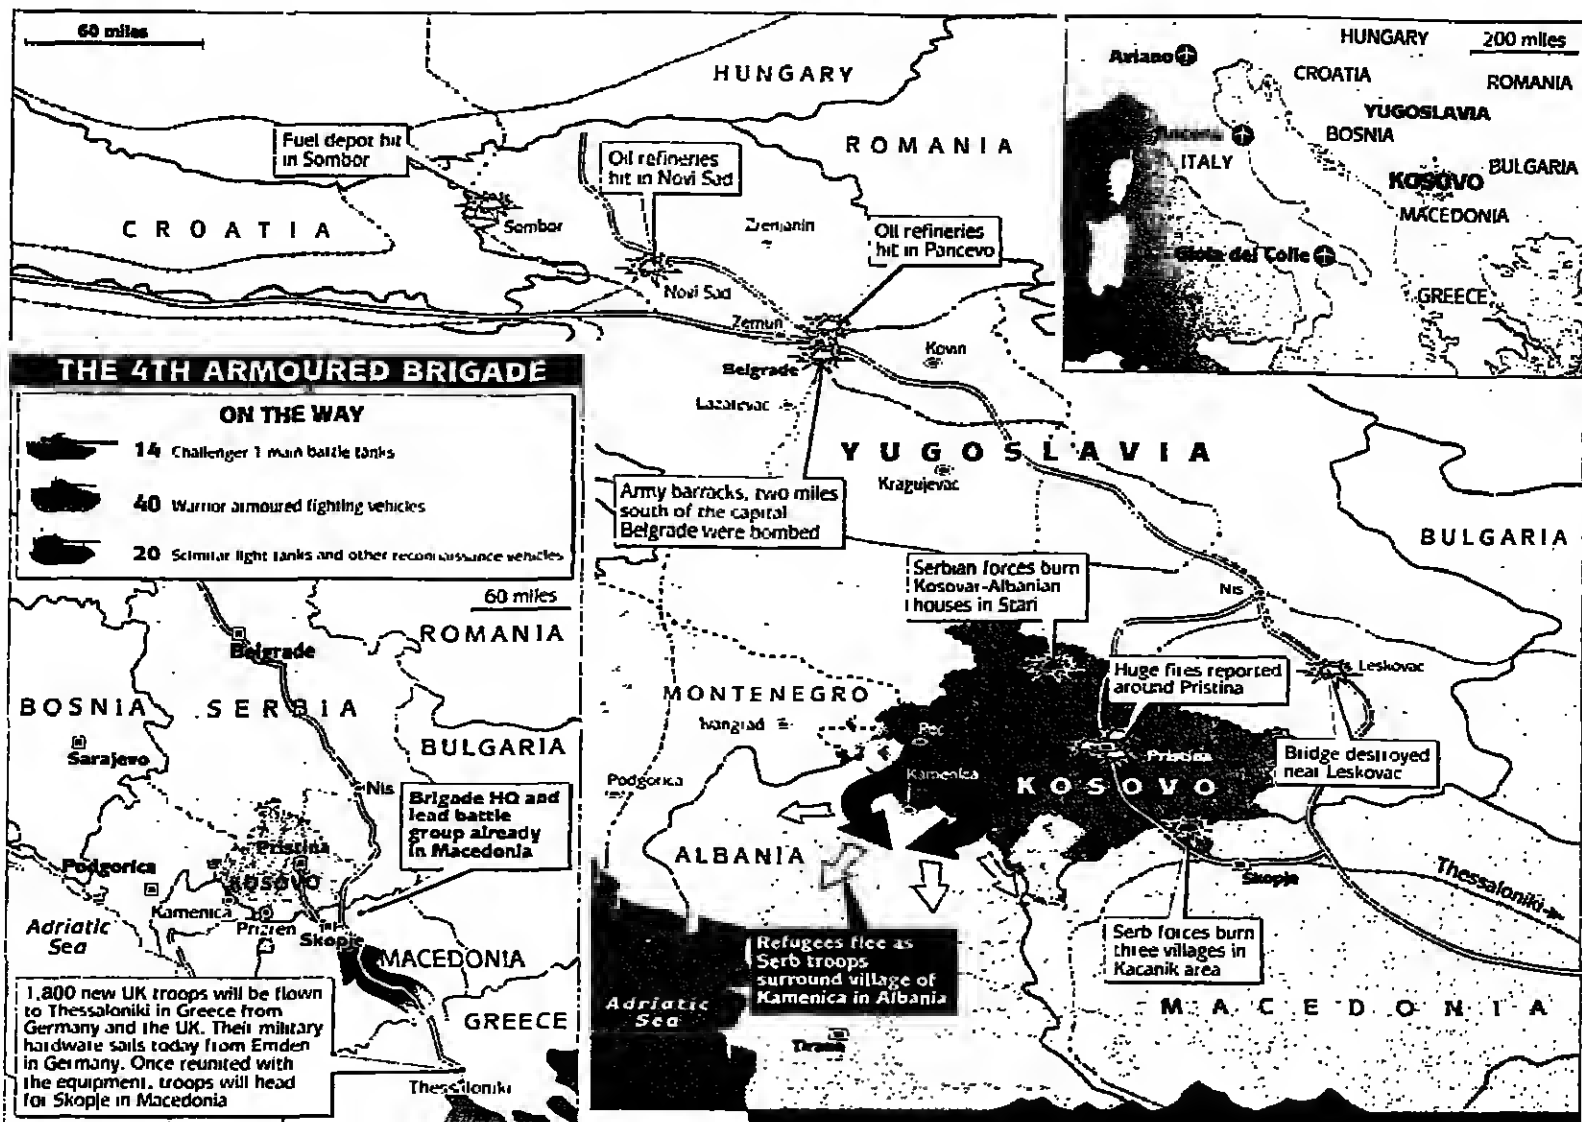 60 miles
HUNGARY
ROMANIA
CROATIA
Fuel depot hit
in Sombor
Sombor
Oil refineries
hit in Novi Sad
Novi Sad
Zrenjanin
Oil refineries
hit in Pancevo
Zemun
Belgrade
Kovin
Lazarevac
YUGOSLAVIA
Kragujevac
Army barracks, two miles
south of the capital
Belgrade were bombed
BULGARIA
Serbian forces burn
Kosovar-Albanian
houses in Stari
Nis
Leskovac
Huge fires reported
around Pristina
MONTENEGRO
Ivangrad
Pec
Pristina
Bridge destroyed
near Leskovac
Podgorica
Kamenica
KOSOVO
ALBANIA
Skopje
Thessaloniki
Refugees flee as
Serb troops
surround village of
Kamenica in Albania
Serb forces burn
three villages in
Kacanik area
Adriatic
Sea
MACEDONIA
Tirana
200 miles
HUNGARY
Aviano
CROATIA
ROMANIA
YUGOSLAVIA
Ancona
BOSNIA
ITALY
BULGARIA
KOSOVO
MACEDONIA
Gioia del Colle
GREECE
THE 4TH ARMOURED BRIGADE
ON THE WAY
14 Challenger 1 main battle tanks
40 Warrior armoured fighting vehicles
20 Scimitar light tanks and other reconnaissance vehicles
60 miles
ROMANIA
Belgrade
BOSNIA
SERBIA
BULGARIA
Sarajevo
Nis
Brigade HQ and
lead battle
group already
in Macedonia
Pristina
Podgorica
KOSOVO
Kamenica
Prizren
Adriatic
Sea
Skopje
MACEDONIA
1,800 new UK troops will be flown
to Thessaloniki in Greece from
Germany and the UK. Their military
hardware sails today from Emden
in Germany. Once reunited with
the equipment, troops will head
for Skopje in Macedonia
GREECE
Thessaloniki